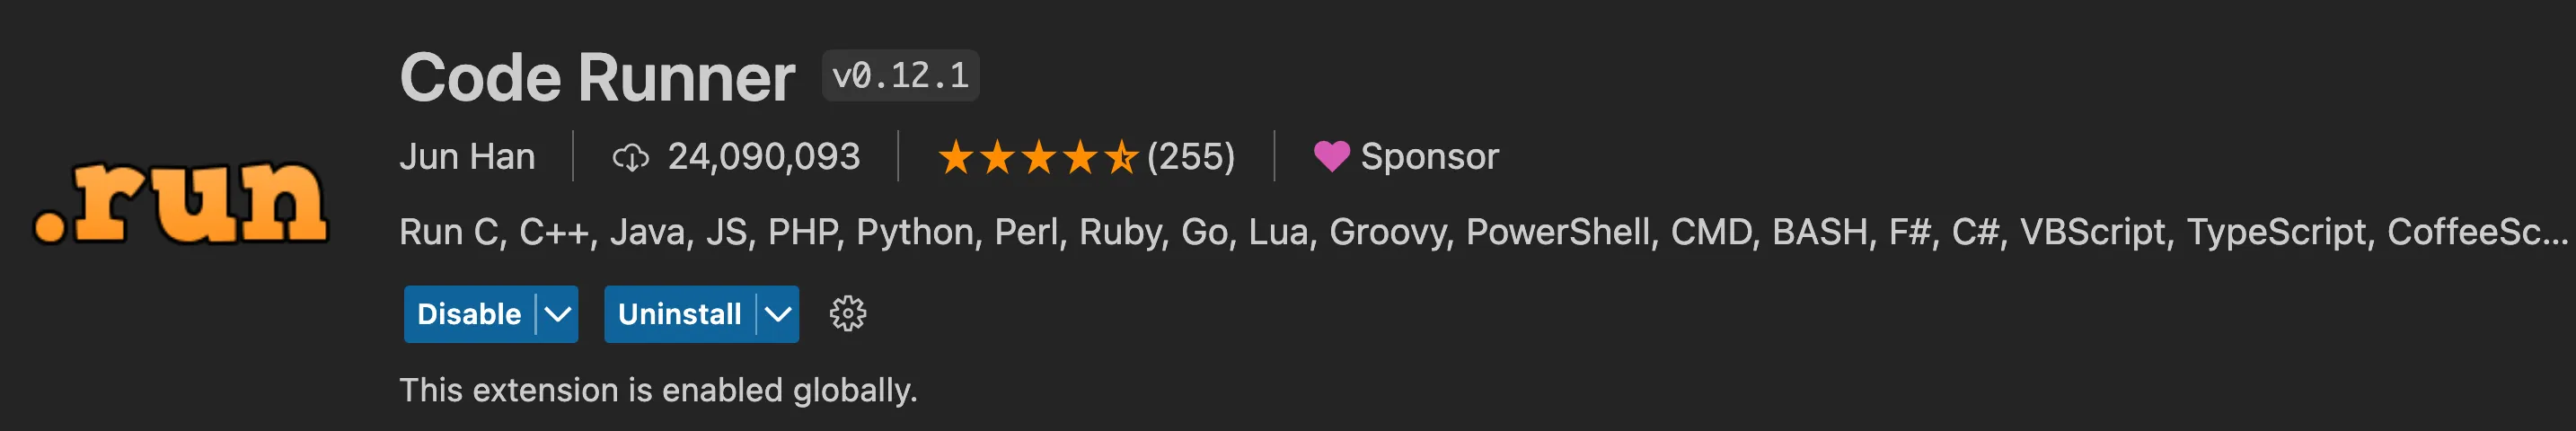 .run
Code Runner v0.12.1
Jun Han 24,090,093 (255) Sponsor
Run C, C++, Java, JS, PHP, Python, Perl, Ruby, Go, Lua, Groovy, PowerShell, CMD, BASH, F#, C#, VBScript, TypeScript, CoffeeSc...
Disable Uninstall
This extension is enabled globally.